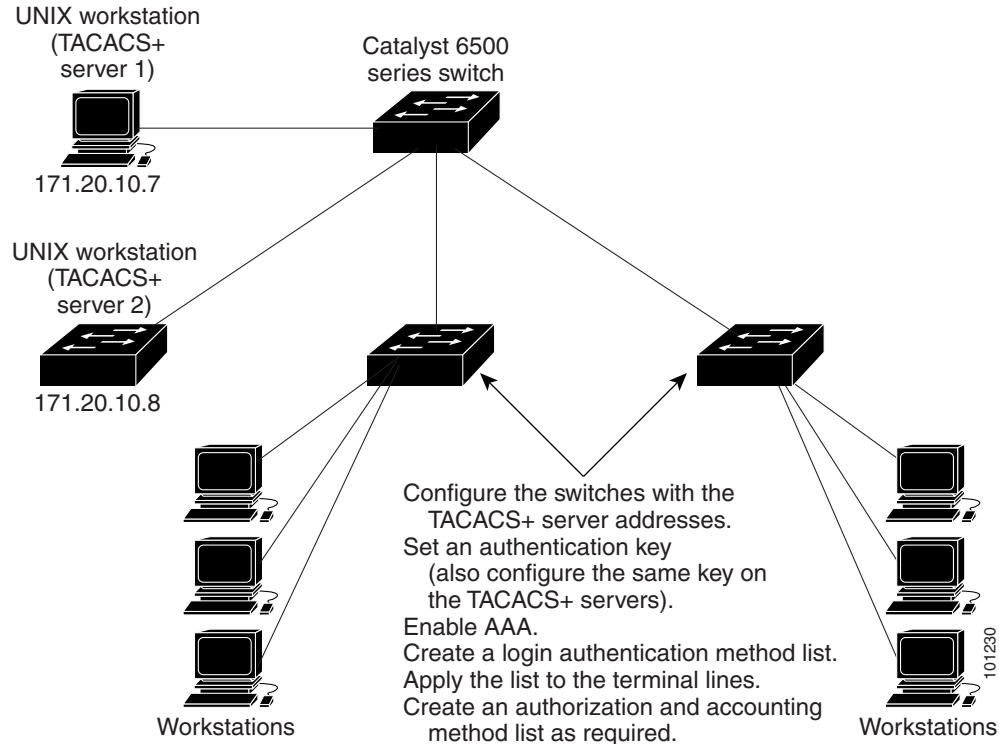 UNIX workstation
(TACACS+
server 1)
Catalyst 6500
series switch
171.20.10.7
UNIX workstation
(TACACS+
server 2)
171.20.10.8
Configure the switches with the
TACACS+ server addresses.
Set an authentication key
(also configure the same key on
the TACACS+ servers).
Enable AAA.
Create a login authentication method list.
Apply the list to the terminal lines.
Create an authorization and accounting
method list as required.
Workstations
Workstations
101230